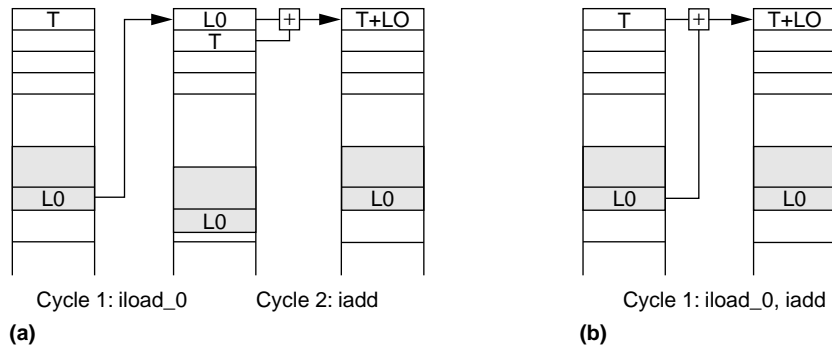 T
L0
T
+
T+LO
L0
L0
L0
Cycle 1: iload_0
Cycle 2: iadd
(a)
T
+
T+LO
L0
L0
Cycle 1: iload_0, iadd
(b)